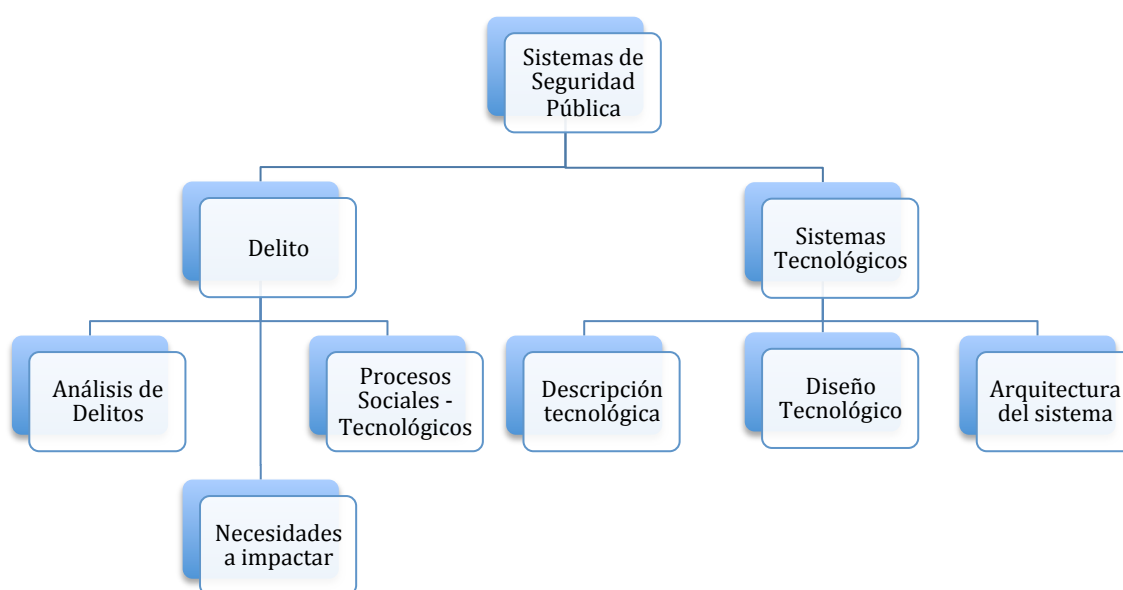 Sistemas de
Seguridad
Pública
Delito
Sistemas
Tecnológicos
Análisis de
Delitos
Procesos
Sociales -
Tecnológicos
Descripción
tecnológica
Diseño
Tecnológico
Arquitectura
del sistema
Necesidades
a impactar